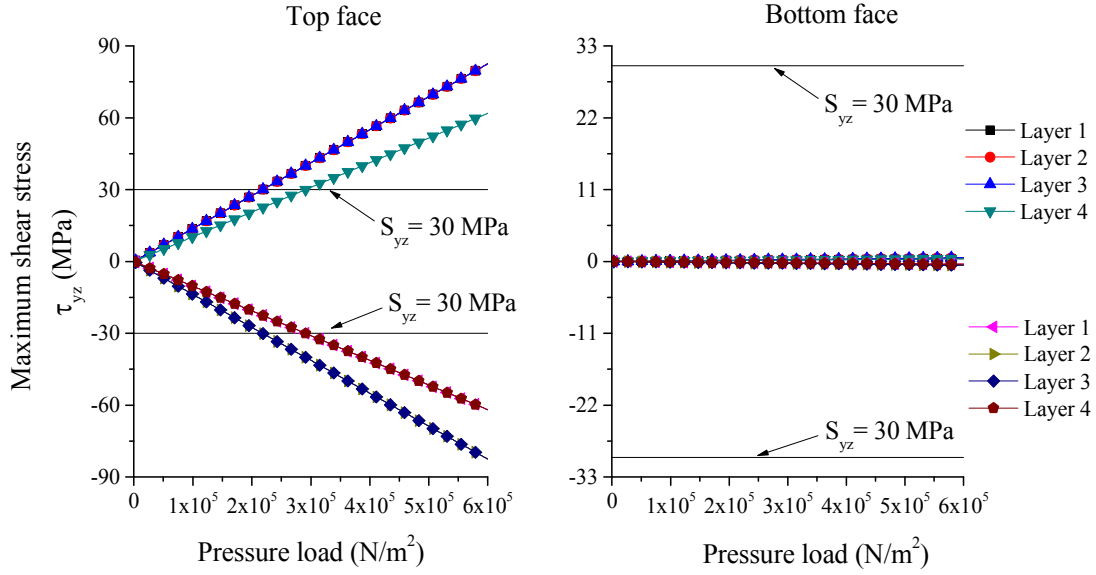 Top face
Bottom face
Maximum shear stress
τyz (MPa)
90
60
30
0
-30
-60
-90
Syz= 30 MPa
Syz= 30 MPa
0
1x10^5
2x10^5
3x10^5
4x10^5
5x10^5
6x10^5
Pressure load (N/m²)
33
22
11
0
-11
-22
-33
Syz= 30 MPa
Syz= 30 MPa
0
1x10^5
2x10^5
3x10^5
4x10^5
5x10^5
6x10^5
Pressure load (N/m²)
Layer 1
Layer 2
Layer 3
Layer 4
Layer 1
Layer 2
Layer 3
Layer 4